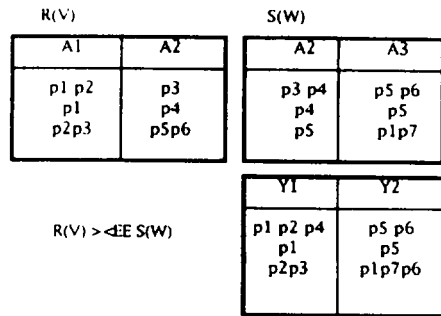 R(V) S(W)
A1 A2 A2 A3
p1 p2 p3 p3 p4 p5 p6
p1 p4 p4 p5
p2p3 p5p6 p5 p1p7
Y1 Y2
p1 p2 p4 p5 p6
R(V) ><EE S(W) p1 p5
p2p3 p1p7p6